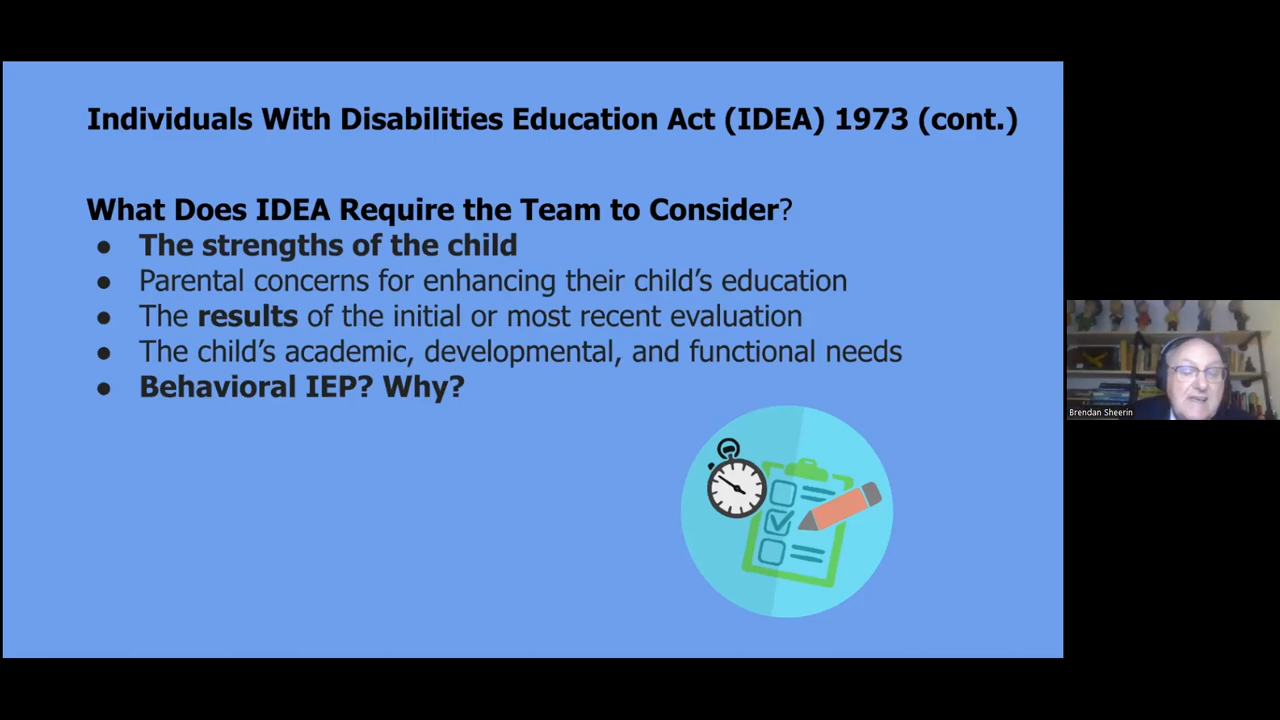 Individuals With Disabilities Education Act (IDEA) 1973 (cont.)
What Does IDEA Require the Team to Consider?
● The strengths of the child
● Parental concerns for enhancing their child’s education
● The results of the initial or most recent evaluation
● The child’s academic, developmental, and functional needs
● Behavioral IEP? Why?
Brendan Sheerin